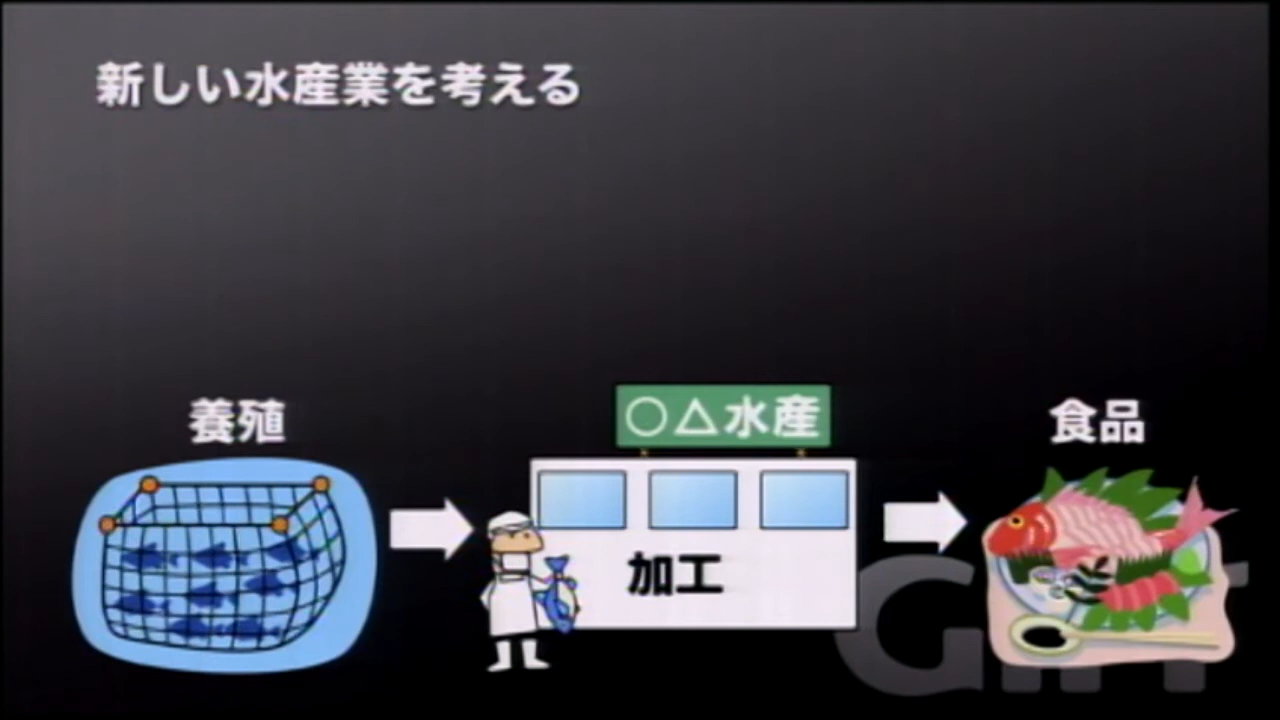 新しい水産業を考える
養殖
○△水産
食品
加工